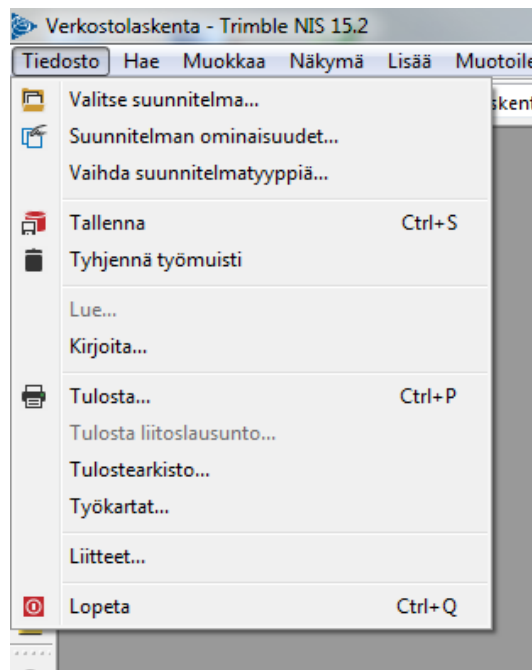 Verkostolaskenta - Trimble NIS 15.2
Tiedosto Hae Muokkaa Näkymä Lisää
Valitse suunnitelma...
Suunnitelman ominaisuudet...
Vaihda suunnitelmatyyppiä...
Tallenna Ctrl+S
Tyhjennä työmuisti
Lue...
Kirjoita...
Tulosta... Ctrl+P
Tulosta liitoslausunto...
Tulostearkisto...
Työkartat...
Liitteet...
Lopeta Ctrl+Q